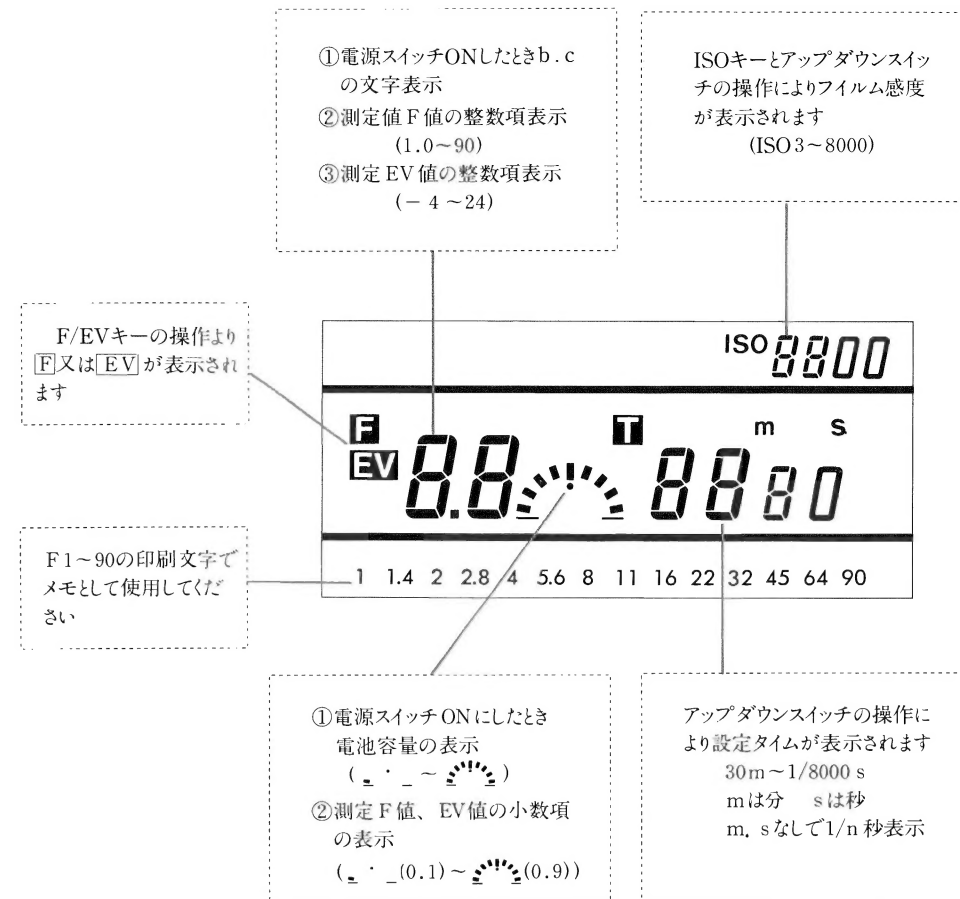 ①電源スイッチONしたときb.c
の文字表示
②測定値F値の整数項表示
(1.0~90)
③測定EV値の整数項表示
(-4~24)
ISOキーとアップダウンスイッ
チの操作によりフイルム感度
が表示されます
(ISO3~8000)
F/EVキーの操作より
F又はEVが表示され
ます
ISO 8800
F
EV 8.8
T m s
88 80
F1~90の印刷文字で
メモとして使用してくだ
さい
1 1.4 2 2.8 4 5.6 8 11 16 22 32 45 64 90
①電源スイッチONにしたとき
電池容量の表示
( ~ )
②測定F値、EV値の小数項
の表示
( (0.1)~ (0.9))
アップダウンスイッチの操作に
より設定タイムが表示されます
30m~1/8000s
mは分 sは秒
m.sなしで1/n秒表示